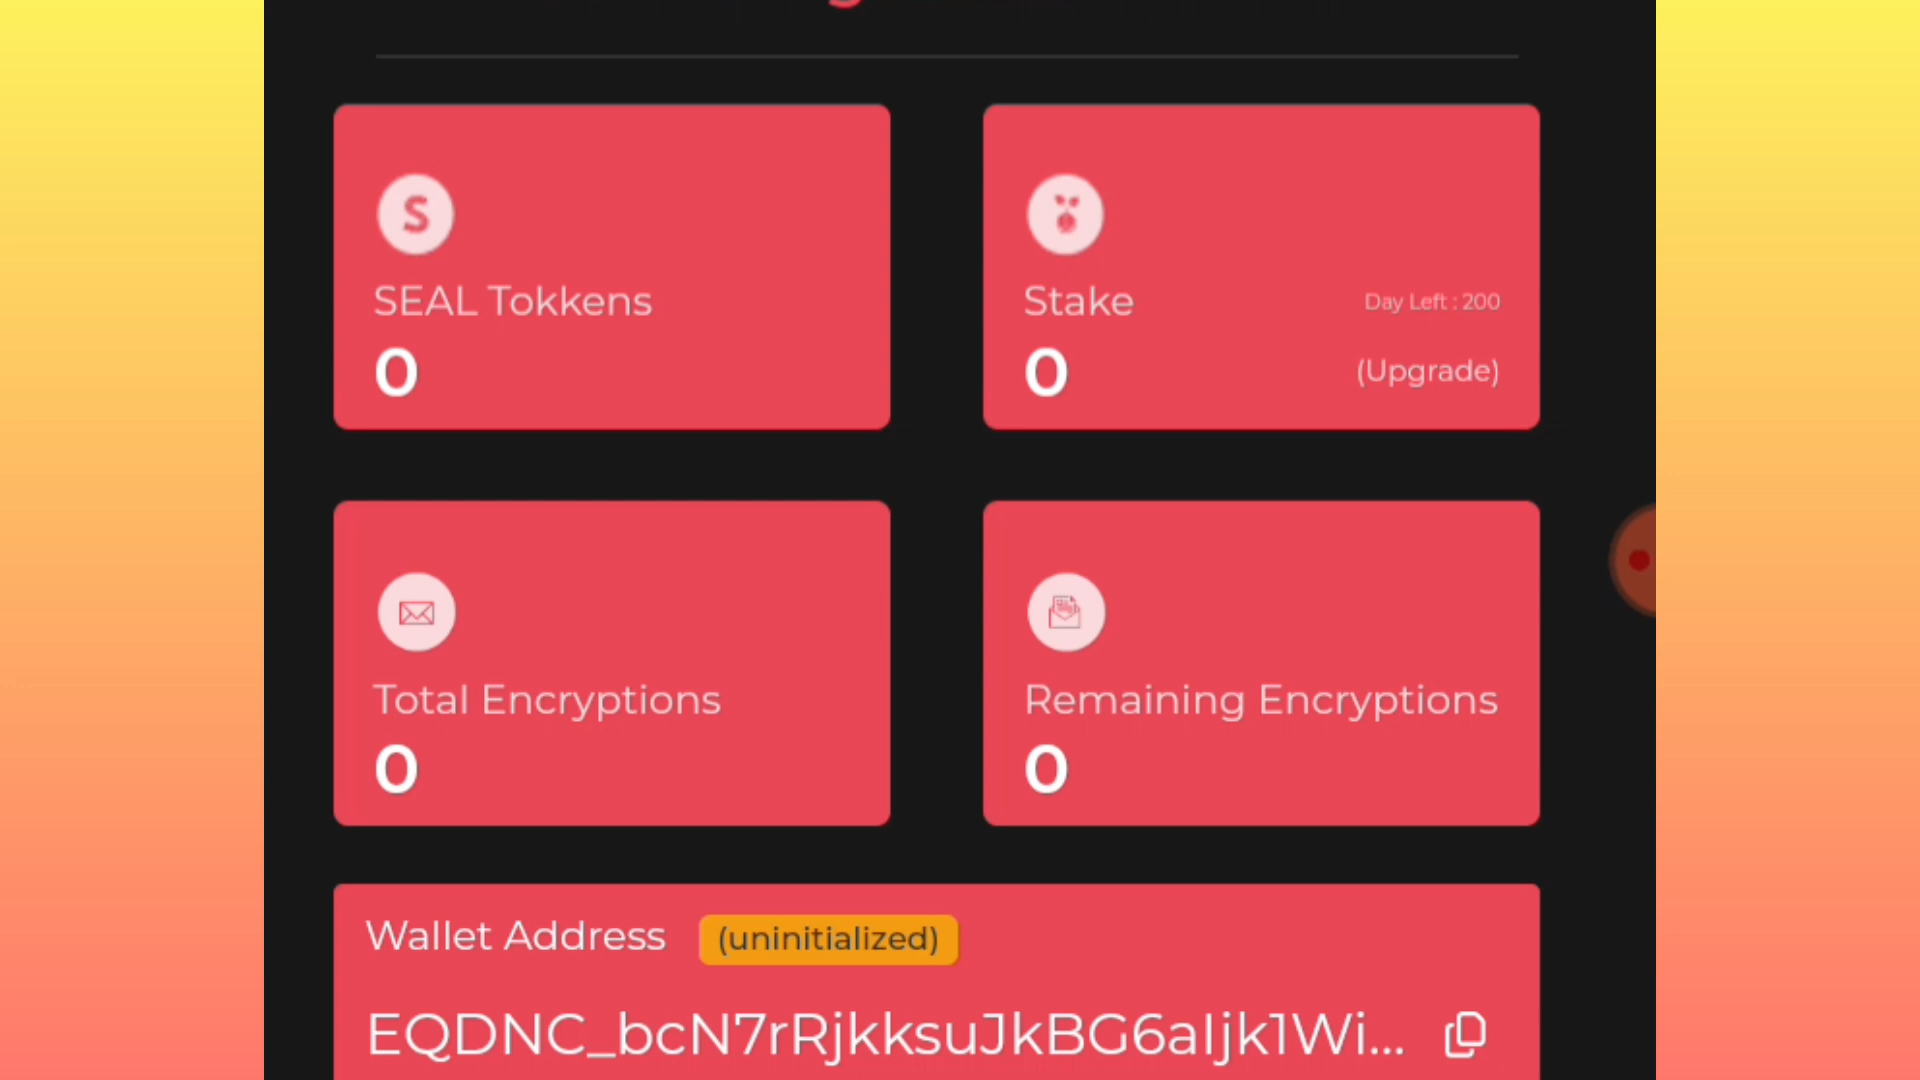 S
SEAL Tokkens
0
Stake
Day Left : 200
0
(Upgrade)
Total Encryptions
0
Remaining Encryptions
0
Wallet Address
(uninitialized)
EQDNC_bcN7rRjkksuJkBG6aIjk1Wi...